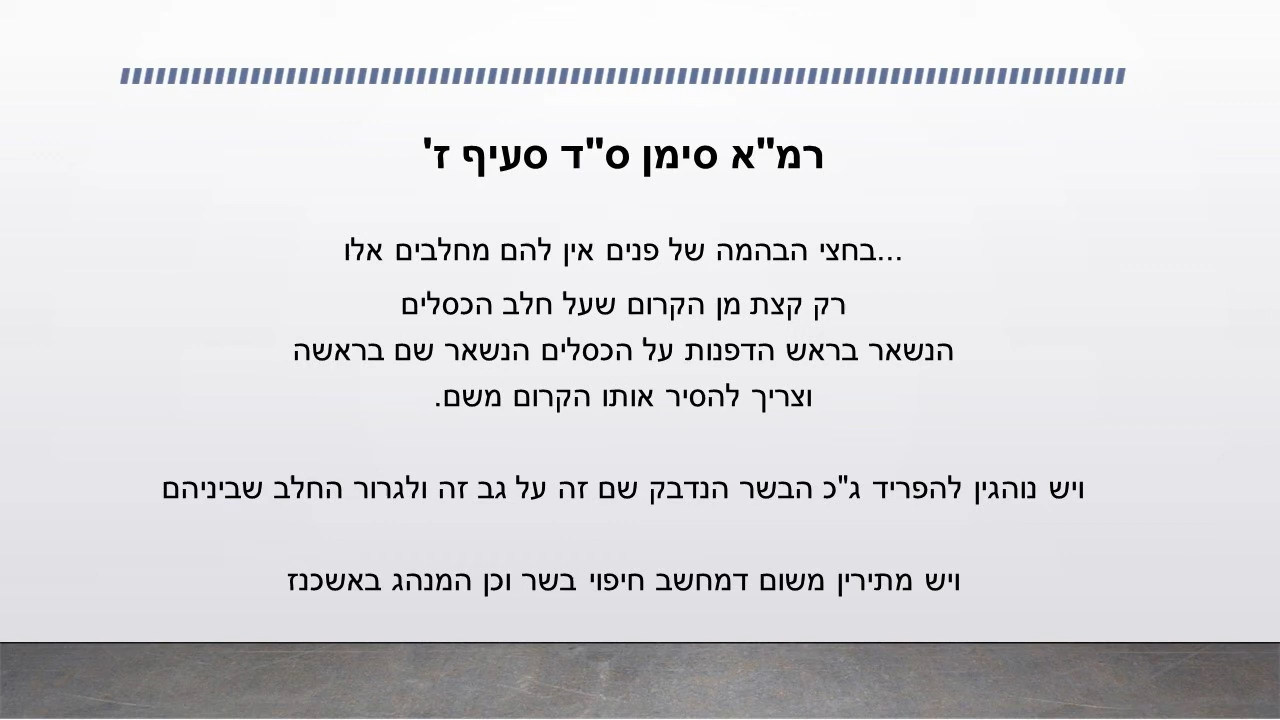 רמ"א סימן ס"ד סעיף ז'
...בחצי הבהמה של פנים אין להם מחלבים אלו
רק קצת מן הקרום שעל חלב הכסלים
הנשאר בראש הדפנות על הכסלים הנשאר שם בראשה
וצריך להסיר אותו הקרום משם.
ויש נוהגין להפריד ג"כ הבשר הנדבק שם זה על גב זה ולגרור החלב שביניהם
ויש מתירין משום דמחשב חיפוי בשר וכן המנהג באשכנז